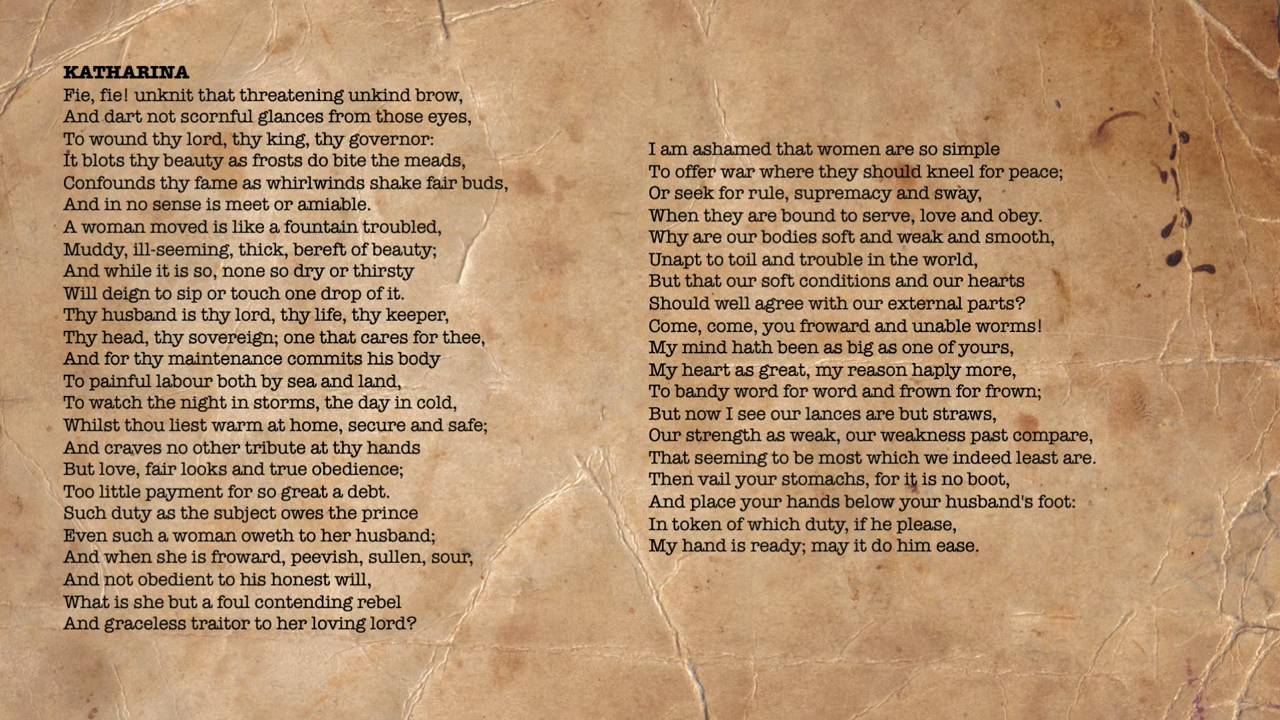 KATHARINA
Fie, fie! unknit that threatening unkind brow,
And dart not scornful glances from those eyes,
To wound thy lord, thy king, thy governor:
It blots thy beauty as frosts do bite the meads,
Confounds thy fame as whirlwinds shake fair buds,
And in no sense is meet or amiable.
A woman moved is like a fountain troubled,
Muddy, ill-seeming, thick, bereft of beauty;
And while it is so, none so dry or thirsty
Will deign to sip or touch one drop of it.
Thy husband is thy lord, thy life, thy keeper,
Thy head, thy sovereign; one that cares for thee,
And for thy maintenance commits his body
To painful labour both by sea and land,
To watch the night in storms, the day in cold,
Whilst thou liest warm at home, secure and safe;
And craves no other tribute at thy hands
But love, fair looks and true obedience;
Too little payment for so great a debt.
Such duty as the subject owes the prince
Even such a woman oweth to her husband;
And when she is froward, peevish, sullen, sour,
And not obedient to his honest will,
What is she but a foul contending rebel
And graceless traitor to her loving lord?
I am ashamed that women are so simple
To offer war where they should kneel for peace;
Or seek for rule, supremacy and sway,
When they are bound to serve, love and obey.
Why are our bodies soft and weak and smooth,
Unapt to toil and trouble in the world,
But that our soft conditions and our hearts
Should well agree with our external parts?
Come, come, you froward and unable worms!
My mind hath been as big as one of yours,
My heart as great, my reason haply more,
To bandy word for word and frown for frown;
But now I see our lances are but straws,
Our strength as weak, our weakness past compare,
That seeming to be most which we indeed least are.
Then vail your stomachs, for it is no boot,
And place your hands below your husband's foot:
In token of which duty, if he please,
My hand is ready; may it do him ease.